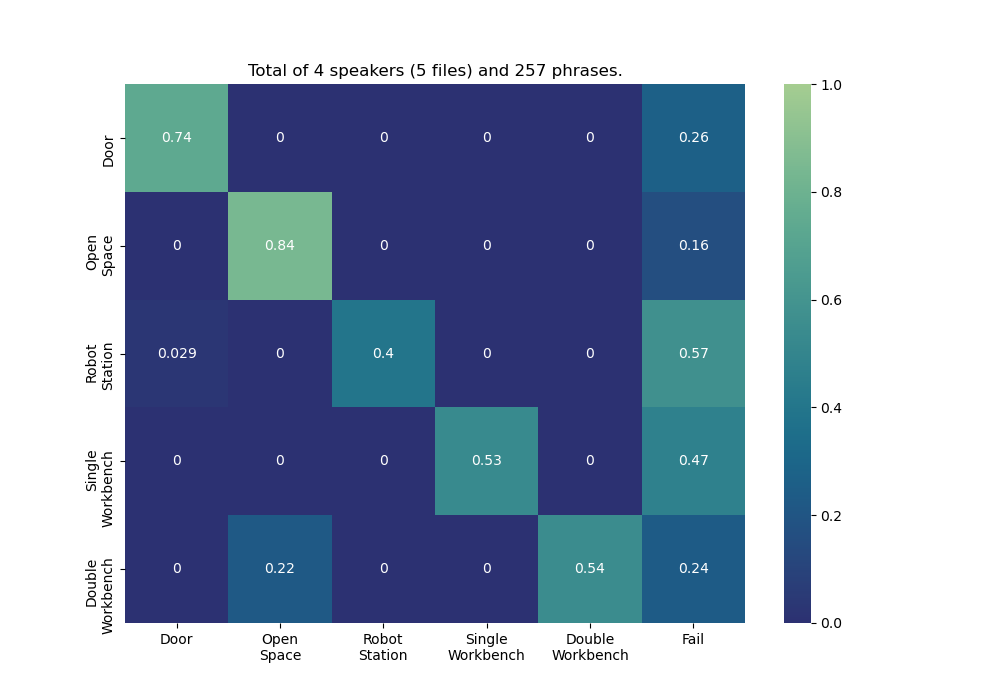 Total of 4 speakers (5 files) and 257 phrases.
Door
0.74 0 0 0 0 0.26
Open
Space
0 0.84 0 0 0 0.16
Robot
Station
0.029 0 0.4 0 0 0.57
Single
Workbench
0 0 0 0.53 0 0.47
Double
Workbench
0 0.22 0 0 0.54 0.24
Door Open Robot Single Double Fail
Space Station Workbench Workbench
1.0
0.8
0.6
0.4
0.2
0.0